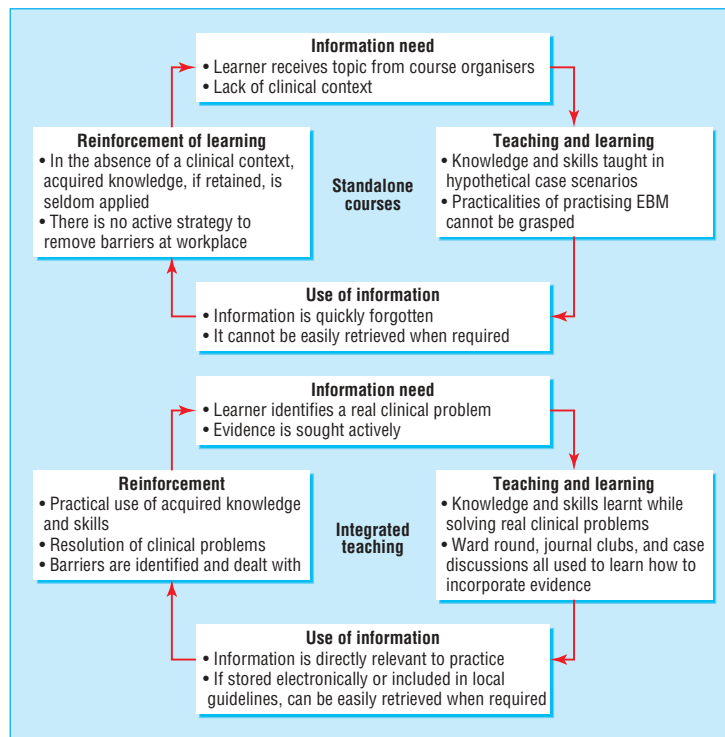 Information need
• Learner receives topic from course organisers
• Lack of clinical context
Reinforcement of learning
• In the absence of a clinical context,
acquired knowledge, if retained, is
seldom applied
• There is no active strategy to
remove barriers at workplace
Standalone
courses
Teaching and learning
• Knowledge and skills taught in
hypothetical case scenarios
• Practicalities of practising EBM
cannot be grasped
Use of information
• Information is quickly forgotten
• It cannot be easily retrieved when required
Information need
• Learner identifies a real clinical problem
• Evidence is sought actively
Reinforcement
• Practical use of acquired knowledge
and skills
• Resolution of clinical problems
• Barriers are identified and dealt with
Integrated
teaching
Teaching and learning
• Knowledge and skills learnt while
solving real clinical problems
• Ward round, journal clubs, and case
discussions all used to learn how to
incorporate evidence
Use of information
• Information is directly relevant to practice
• If stored electronically or included in local
guidelines, can be easily retrieved when required